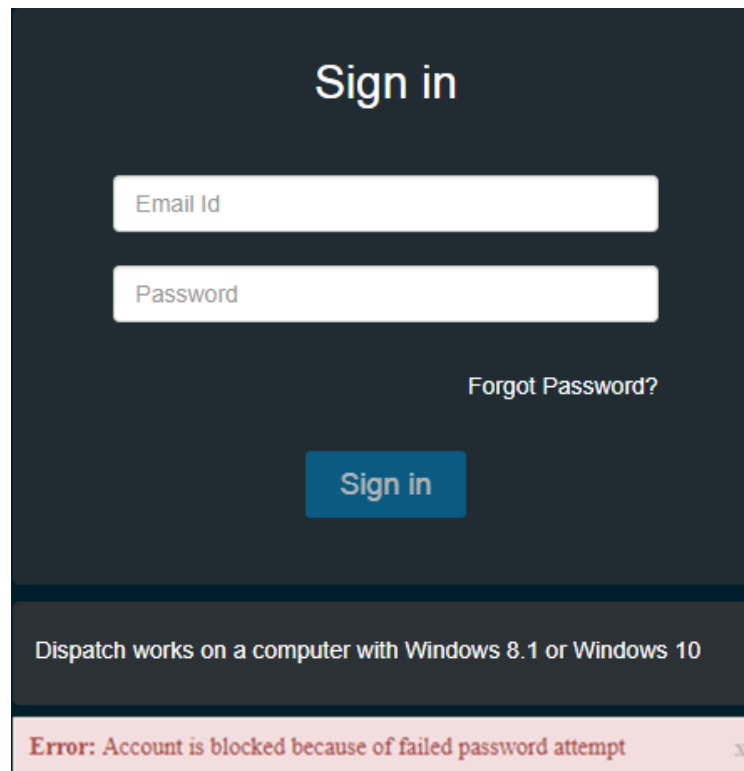 Sign in
Email Id
Password
Forgot Password?
Sign in
Dispatch works on a computer with Windows 8.1 or Windows 10
Error: Account is blocked because of failed password attempt x